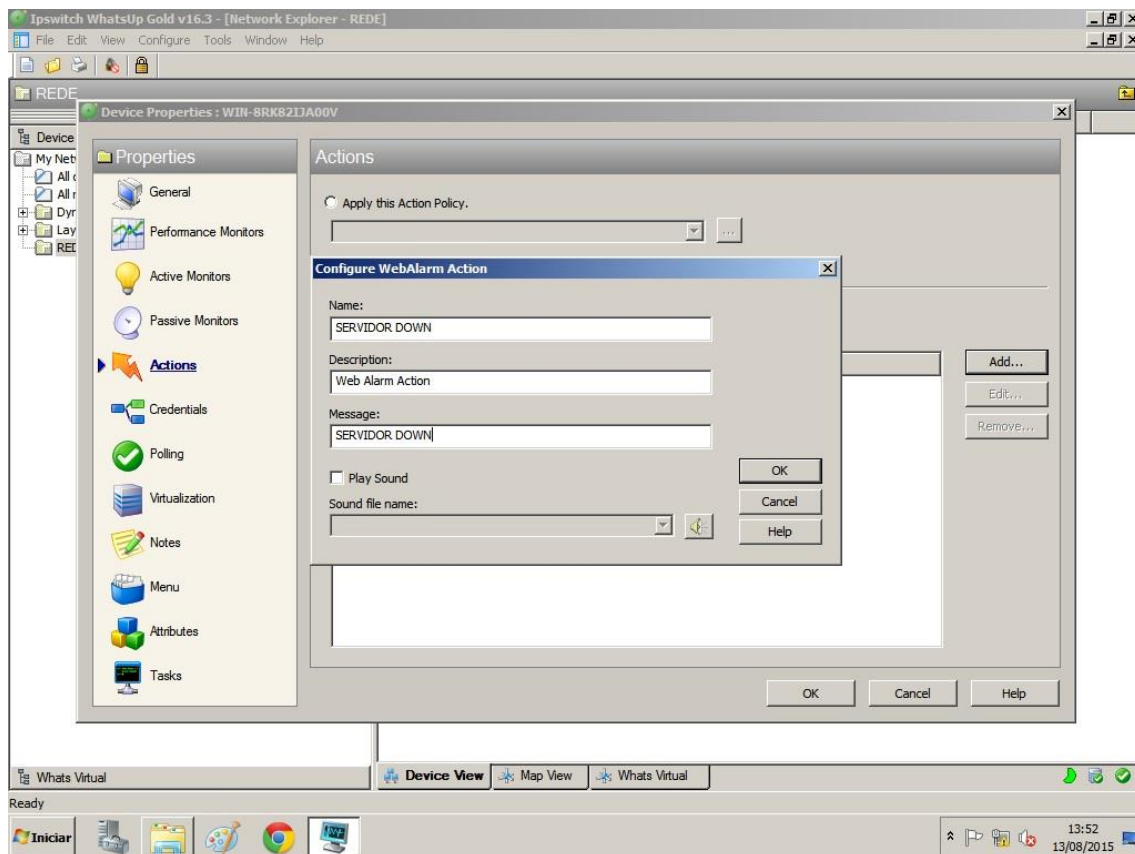 Ipswitch WhatsUp Gold v16.3 - [Network Explorer - REDE]
File Edit View Configure Tools Window Help
REDE
Device Properties : WIN-8RK82IJA00V
Device
My Net
All
All
Dyn
Lay
RED
Properties
General
Performance Monitors
Active Monitors
Passive Monitors
Actions
Credentials
Polling
Virtualization
Notes
Menu
Attributes
Tasks
Actions
Apply this Action Policy.
...
Configure WebAlarm Action
Name:
SERVIDOR DOWN
Description:
Web Alarm Action
Message:
SERVIDOR DOWN
Play Sound
Sound file name:
OK
Cancel
Help
Add...
Edit...
Remove...
OK Cancel Help
Whats Virtual
Device View Map View Whats Virtual
Ready
Iniciar
13:52
13/08/2015